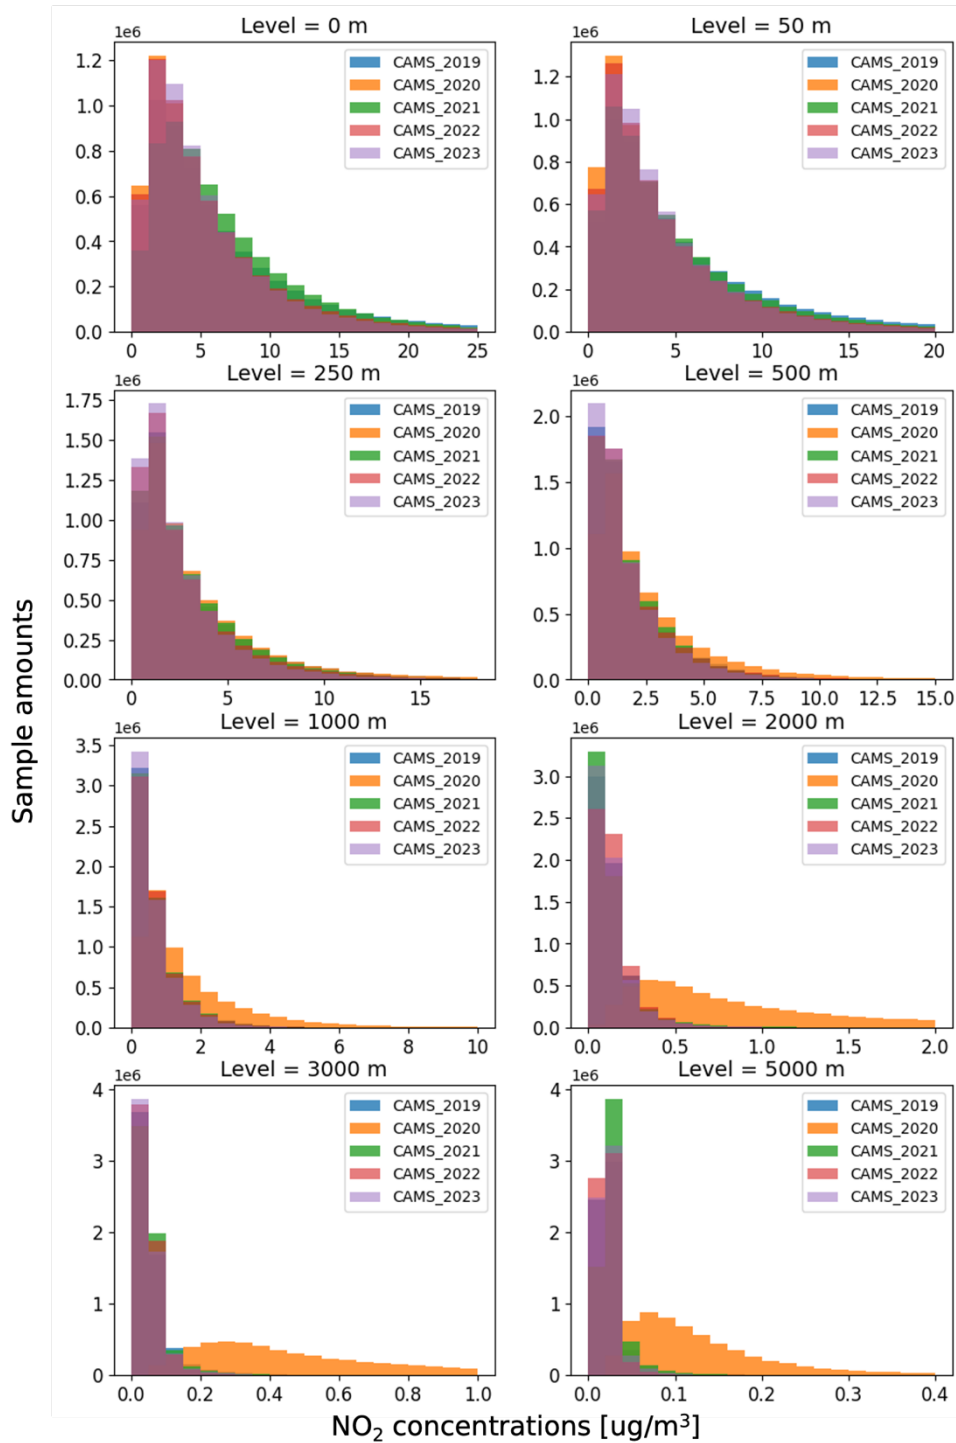 Level = 0 m
1e6
1.2
1.0
0.8
0.6
0.4
0.2
0.0
0 5 10 15 20 25
CAMS_2019
CAMS_2020
CAMS_2021
CAMS_2022
CAMS_2023
Level = 50 m
1e6
1.2
1.0
0.8
0.6
0.4
0.2
0.0
0 5 10 15 20
CAMS_2019
CAMS_2020
CAMS_2021
CAMS_2022
CAMS_2023
Level = 250 m
1e6
1.75
1.50
1.25
1.00
0.75
0.50
0.25
0.00
0 5 10 15
CAMS_2019
CAMS_2020
CAMS_2021
CAMS_2022
CAMS_2023
Level = 500 m
1e6
2.0
1.5
1.0
0.5
0.0
0.0 2.5 5.0 7.5 10.0 12.5 15.0
CAMS_2019
CAMS_2020
CAMS_2021
CAMS_2022
CAMS_2023
Sample amounts
Level = 1000 m
1e6
3.5
3.0
2.5
2.0
1.5
1.0
0.5
0.0
0 2 4 6 8 10
CAMS_2019
CAMS_2020
CAMS_2021
CAMS_2022
CAMS_2023
Level = 2000 m
1e6
3.0
2.5
2.0
1.5
1.0
0.5
0.0
0.0 0.5 1.0 1.5 2.0
CAMS_2019
CAMS_2020
CAMS_2021
CAMS_2022
CAMS_2023
Level = 3000 m
1e6
4
3
2
1
0
0.0 0.2 0.4 0.6 0.8 1.0
CAMS_2019
CAMS_2020
CAMS_2021
CAMS_2022
CAMS_2023
Level = 5000 m
1e6
4
3
2
1
0
0.0 0.1 0.2 0.3 0.4
CAMS_2019
CAMS_2020
CAMS_2021
CAMS_2022
CAMS_2023
NO₂ concentrations [ug/m³]